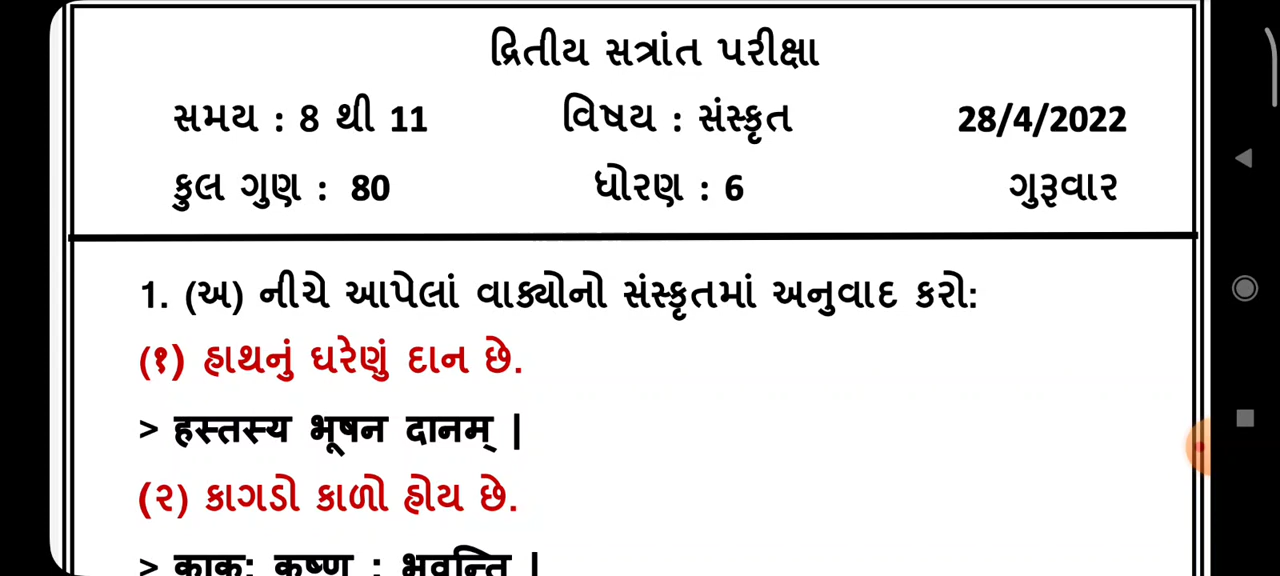 દ્રિતીય સત્રાંત પરીક્ષા
સમય : 8 થી 11 વિષય : સંસ્કૃત 28/4/2022
કુલ ગુણ : 80 ધોરણ : 6 ગુરૂવાર
1. (અ) નીચે આપેલાં વાક્યોનો સંસ્કૃતમાં અનુવાદ કરો:
(૧) હાથનું ઘરેણું દાન છે.
> हस्तस्य भूषन दानम् |
(૨) કાગડો કાળો હોય છે.
> काक: कृष्ण : भवन्ति |